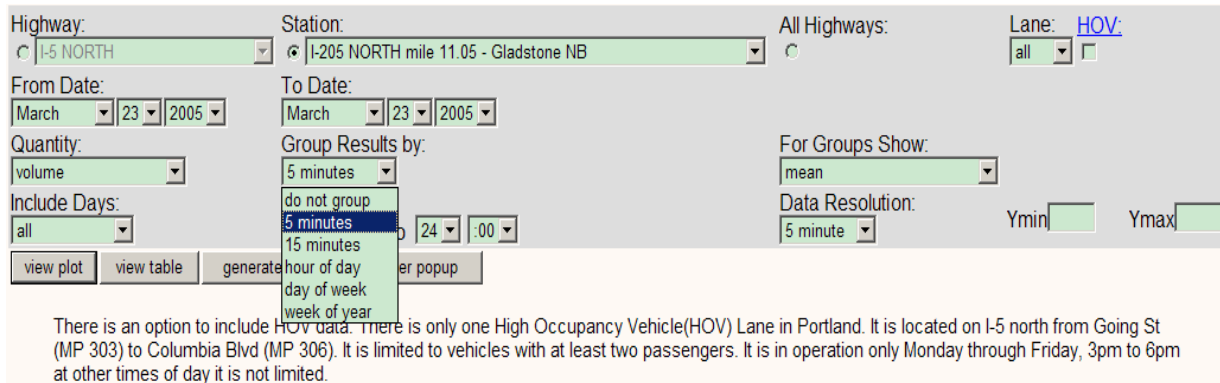 Highway: Station: All Highways: Lane: HOV:
I-5 NORTH I-205 NORTH mile 11.05 - Gladstone NB all
From Date: To Date:
March 23 2005 March 23 2005
Quantity: Group Results by: For Groups Show:
volume 5 minutes mean
Include Days: do not group Data Resolution:
all 5 minutes 24 :00 5 minute Ymin Ymax
15 minutes
view plot view table generate hour of day er popup
day of week
week of year
There is an option to include HOV data. There is only one High Occupancy Vehicle(HOV) Lane in Portland. It is located on I-5 north from Going St
(MP 303) to Columbia Blvd (MP 306). It is limited to vehicles with at least two passengers. It is in operation only Monday through Friday, 3pm to 6pm
at other times of day it is not limited.